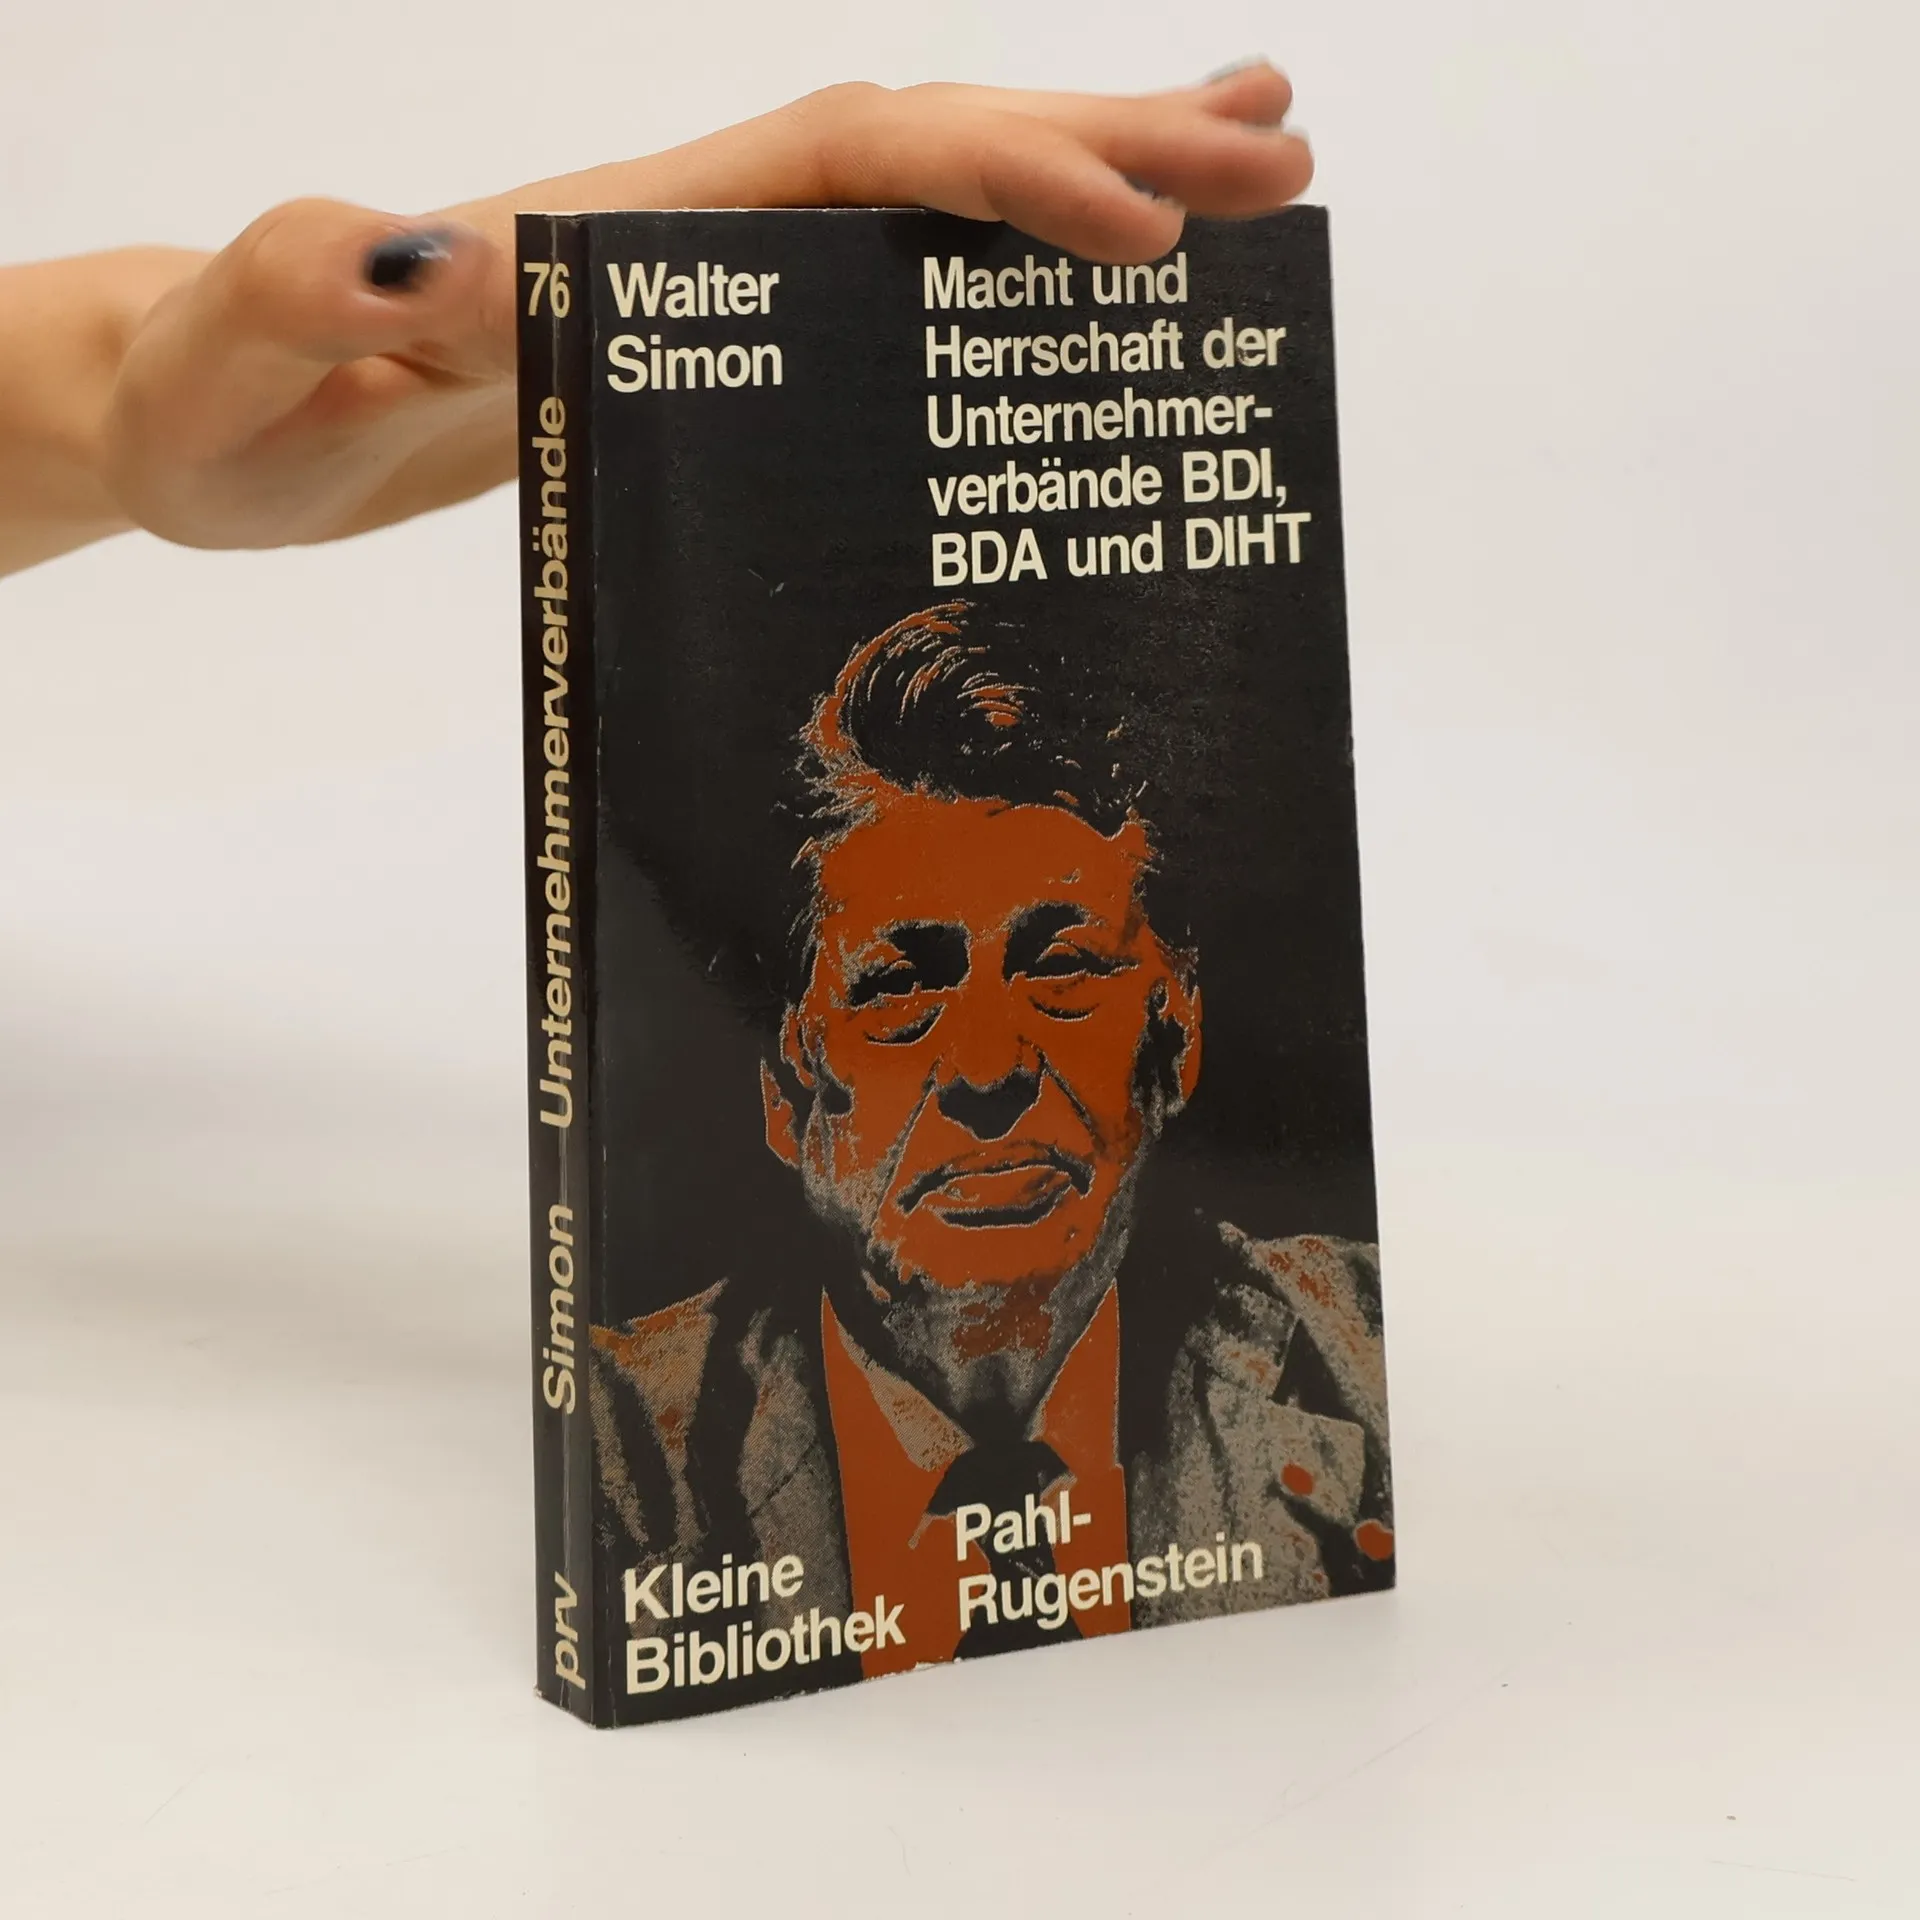 76
Unternehmerverbände
Simon
prv
Walter
Simon
Macht und
Herrschaft der
Unternehmer-
verbände BDI,
BDA und DIHT
Kleine
Bibliothek
Pahl-
Rugenstein